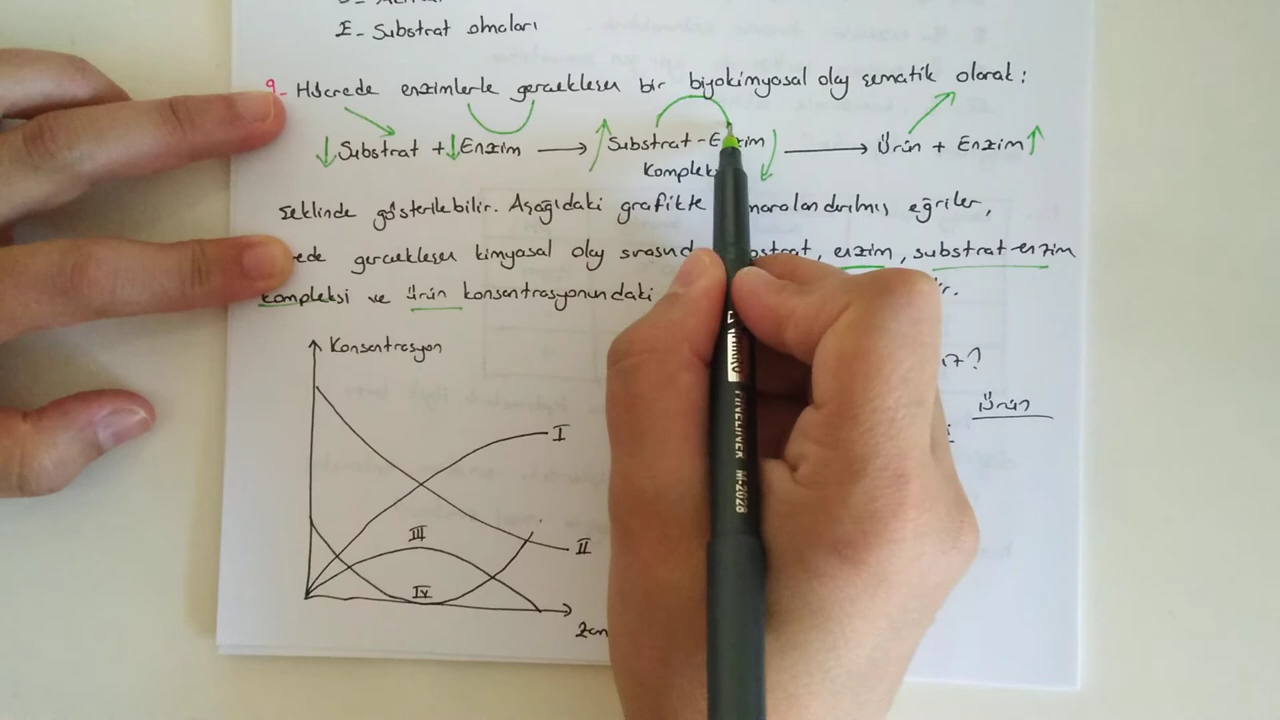 E- Substrat olmaları
9- Hücrede enzimlerle gerçekleşen bir biyokimyasal olay şematik olarak:
↓Substrat + ↓Enzim → ↑Substrat-Enzim↓ → Ürün + Enzim↑
Kompleks
şeklinde gösterilebilir. Aşağıdaki grafikte eğriler,
gerçekleşen kimyasal olay enzim, substrat-enzim
kompleksi ve ürün konsantrasyonundaki
Konsantrasyon
Ürün
I
III
II
IV
FINELINER M-2028